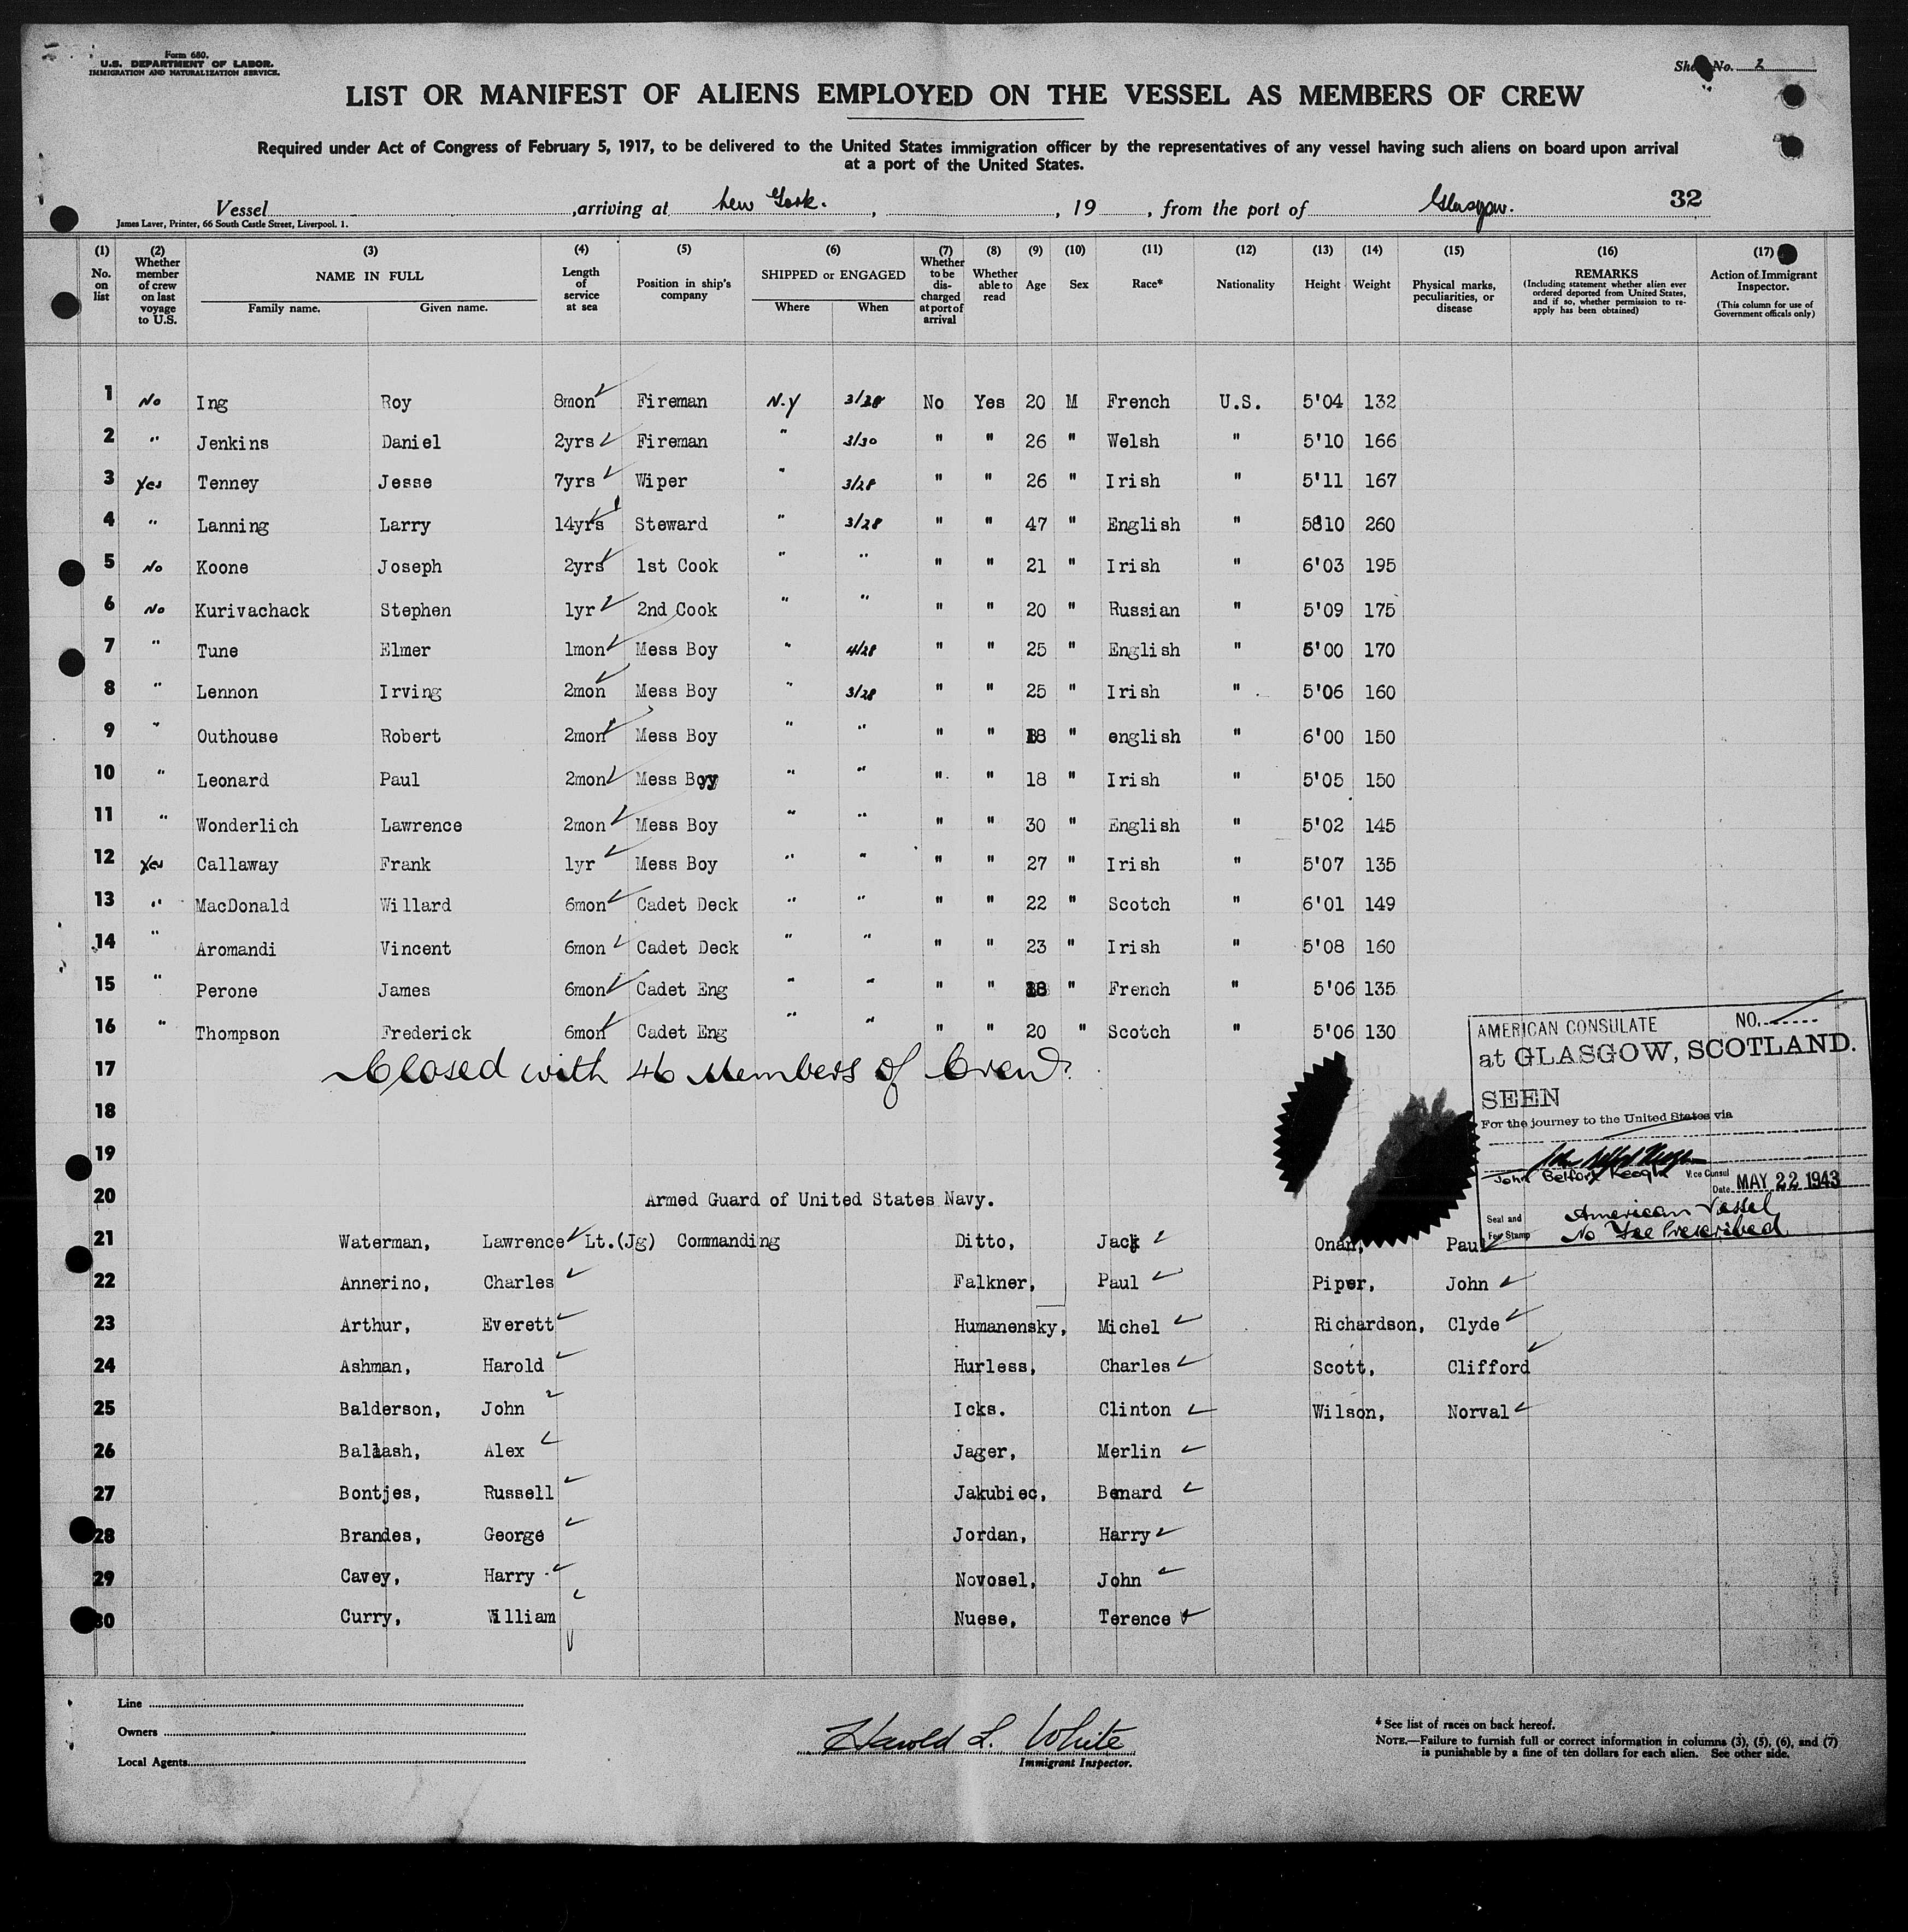 Form 680.
U.S. DEPARTMENT OF LABOR.
IMMIGRATION AND NATURALIZATION SERVICE.
Sheet No. 2
LIST OR MANIFEST OF ALIENS EMPLOYED ON THE VESSEL AS MEMBERS OF CREW
Required under Act of Congress of February 5, 1917, to be delivered to the United States immigration officer by the representatives of any vessel having such aliens on board upon arrival
at a port of the United States.
Vessel ,arriving at New York. , , 19 , from the port of Glasgow. 32
James Laver, Printer, 66 South Castle Street, Liverpool. 1.
(1) No. on list
(2) Whether member of crew on last voyage to U.S.
(3) NAME IN FULL Family name. Given name.
(4) Length of service at sea
(5) Position in ship's company
(6) SHIPPED or ENGAGED Where When
(7) Whether to be dis-charged at port of arrival
(8) Whether able to read
(9) Age
(10) Sex
(11) Race*
(12) Nationality
(13) Height
(14) Weight
(15) Physical marks, peculiarities, or disease
(16) REMARKS (Including statement whether alien ever ordered deported from United States, and if so, whether permission to re-apply has been obtained)
(17) Action of Immigrant Inspector. (This column for use of Government officals only)
1 No Ing Roy 8mon Fireman N.Y 3/28 No Yes 20 M French U.S. 5'04 132
2 " Jenkins Daniel 2yrs Fireman " 3/30 " " 26 " Welsh " 5'10 166
3 Yes Tenney Jesse 7yrs Wiper " 3/28 " " 26 " Irish " 5'11 167
4 " Lanning Larry 14yrs Steward " 3/28 " " 47 " English " 5810 260
5 No Koone Joseph 2yrs 1st Cook " " " " 21 " Irish " 6'03 195
6 No Kurivachack Stephen 1yr 2nd Cook " " " " 20 " Russian " 5'09 175
7 " Tune Elmer 1mon Mess Boy " 4/28 " " 25 " English " 5'00 170
8 " Lennon Irving 2mon Mess Boy " 3/28 " " 25 " Irish " 5'06 160
9 " Outhouse Robert 2mon Mess Boy " " " " 18 " english " 6'00 150
10 " Leonard Paul 2mon Mess Boy " " " " 18 " Irish " 5'05 150
11 " Wonderlich Lawrence 2mon Mess Boy " " " " 30 " English " 5'02 145
12 Yes Callaway Frank 1yr Mess Boy " " " " 27 " Irish " 5'07 135
13 " MacDonald Willard 6mon Cadet Deck " " " " 22 " Scotch " 6'01 149
14 " Aromandi Vincent 6mon Cadet Deck " " " " 23 " Irish " 5'08 160
15 " Perone James 6mon Cadet Eng " " " " 18 " French " 5'06 135
16 " Thompson Frederick 6mon Cadet Eng " " " " 20 " Scotch " 5'06 130
17 Closed with 46 Members of Crew.
18
19
AMERICAN CONSULATE NO.
at GLASGOW, SCOTLAND.
SEEN
For the journey to the United States via
John Belfort Keogh Vice Consul
Date MAY 22 1943
Seal and Fee Stamp
American Vessel
No Fee Prescribed
20 Armed Guard of United States Navy.
21 Waterman, Lawrence Lt.(Jg) Commanding Ditto, Jack Onan, Paul
22 Annerino, Charles Falkner, Paul Piper, John
23 Arthur, Everett Humanensky, Michel Richardson, Clyde
24 Ashman, Harold Hurless, Charles Scott, Clifford
25 Balderson, John Icks. Clinton Wilson, Norval
26 Ballash, Alex Jager, Merlin
27 Bontjes, Russell Jakubiec, Benard
28 Brandes, George Jordan, Harry
29 Cavey, Harry Novosel, John
30 Curry, William Nuese, Terence
Line
Owners
Local Agents
Harold L. White
Immigrant Inspector.
* See list of races on back hereof.
NOTE.—Failure to furnish full or correct information in columns (3), (5), (6), and (7)
is punishable by a fine of ten dollars for each alien. See other side.